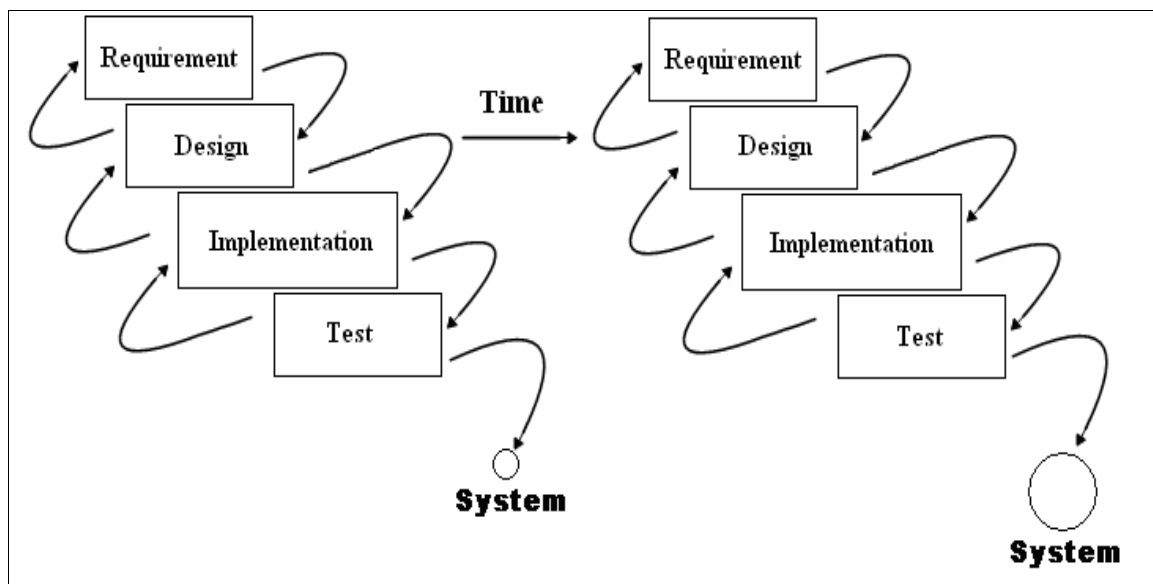 Requirement
Design
Implementation
Test
System
Time
Requirement
Design
Implementation
Test
System